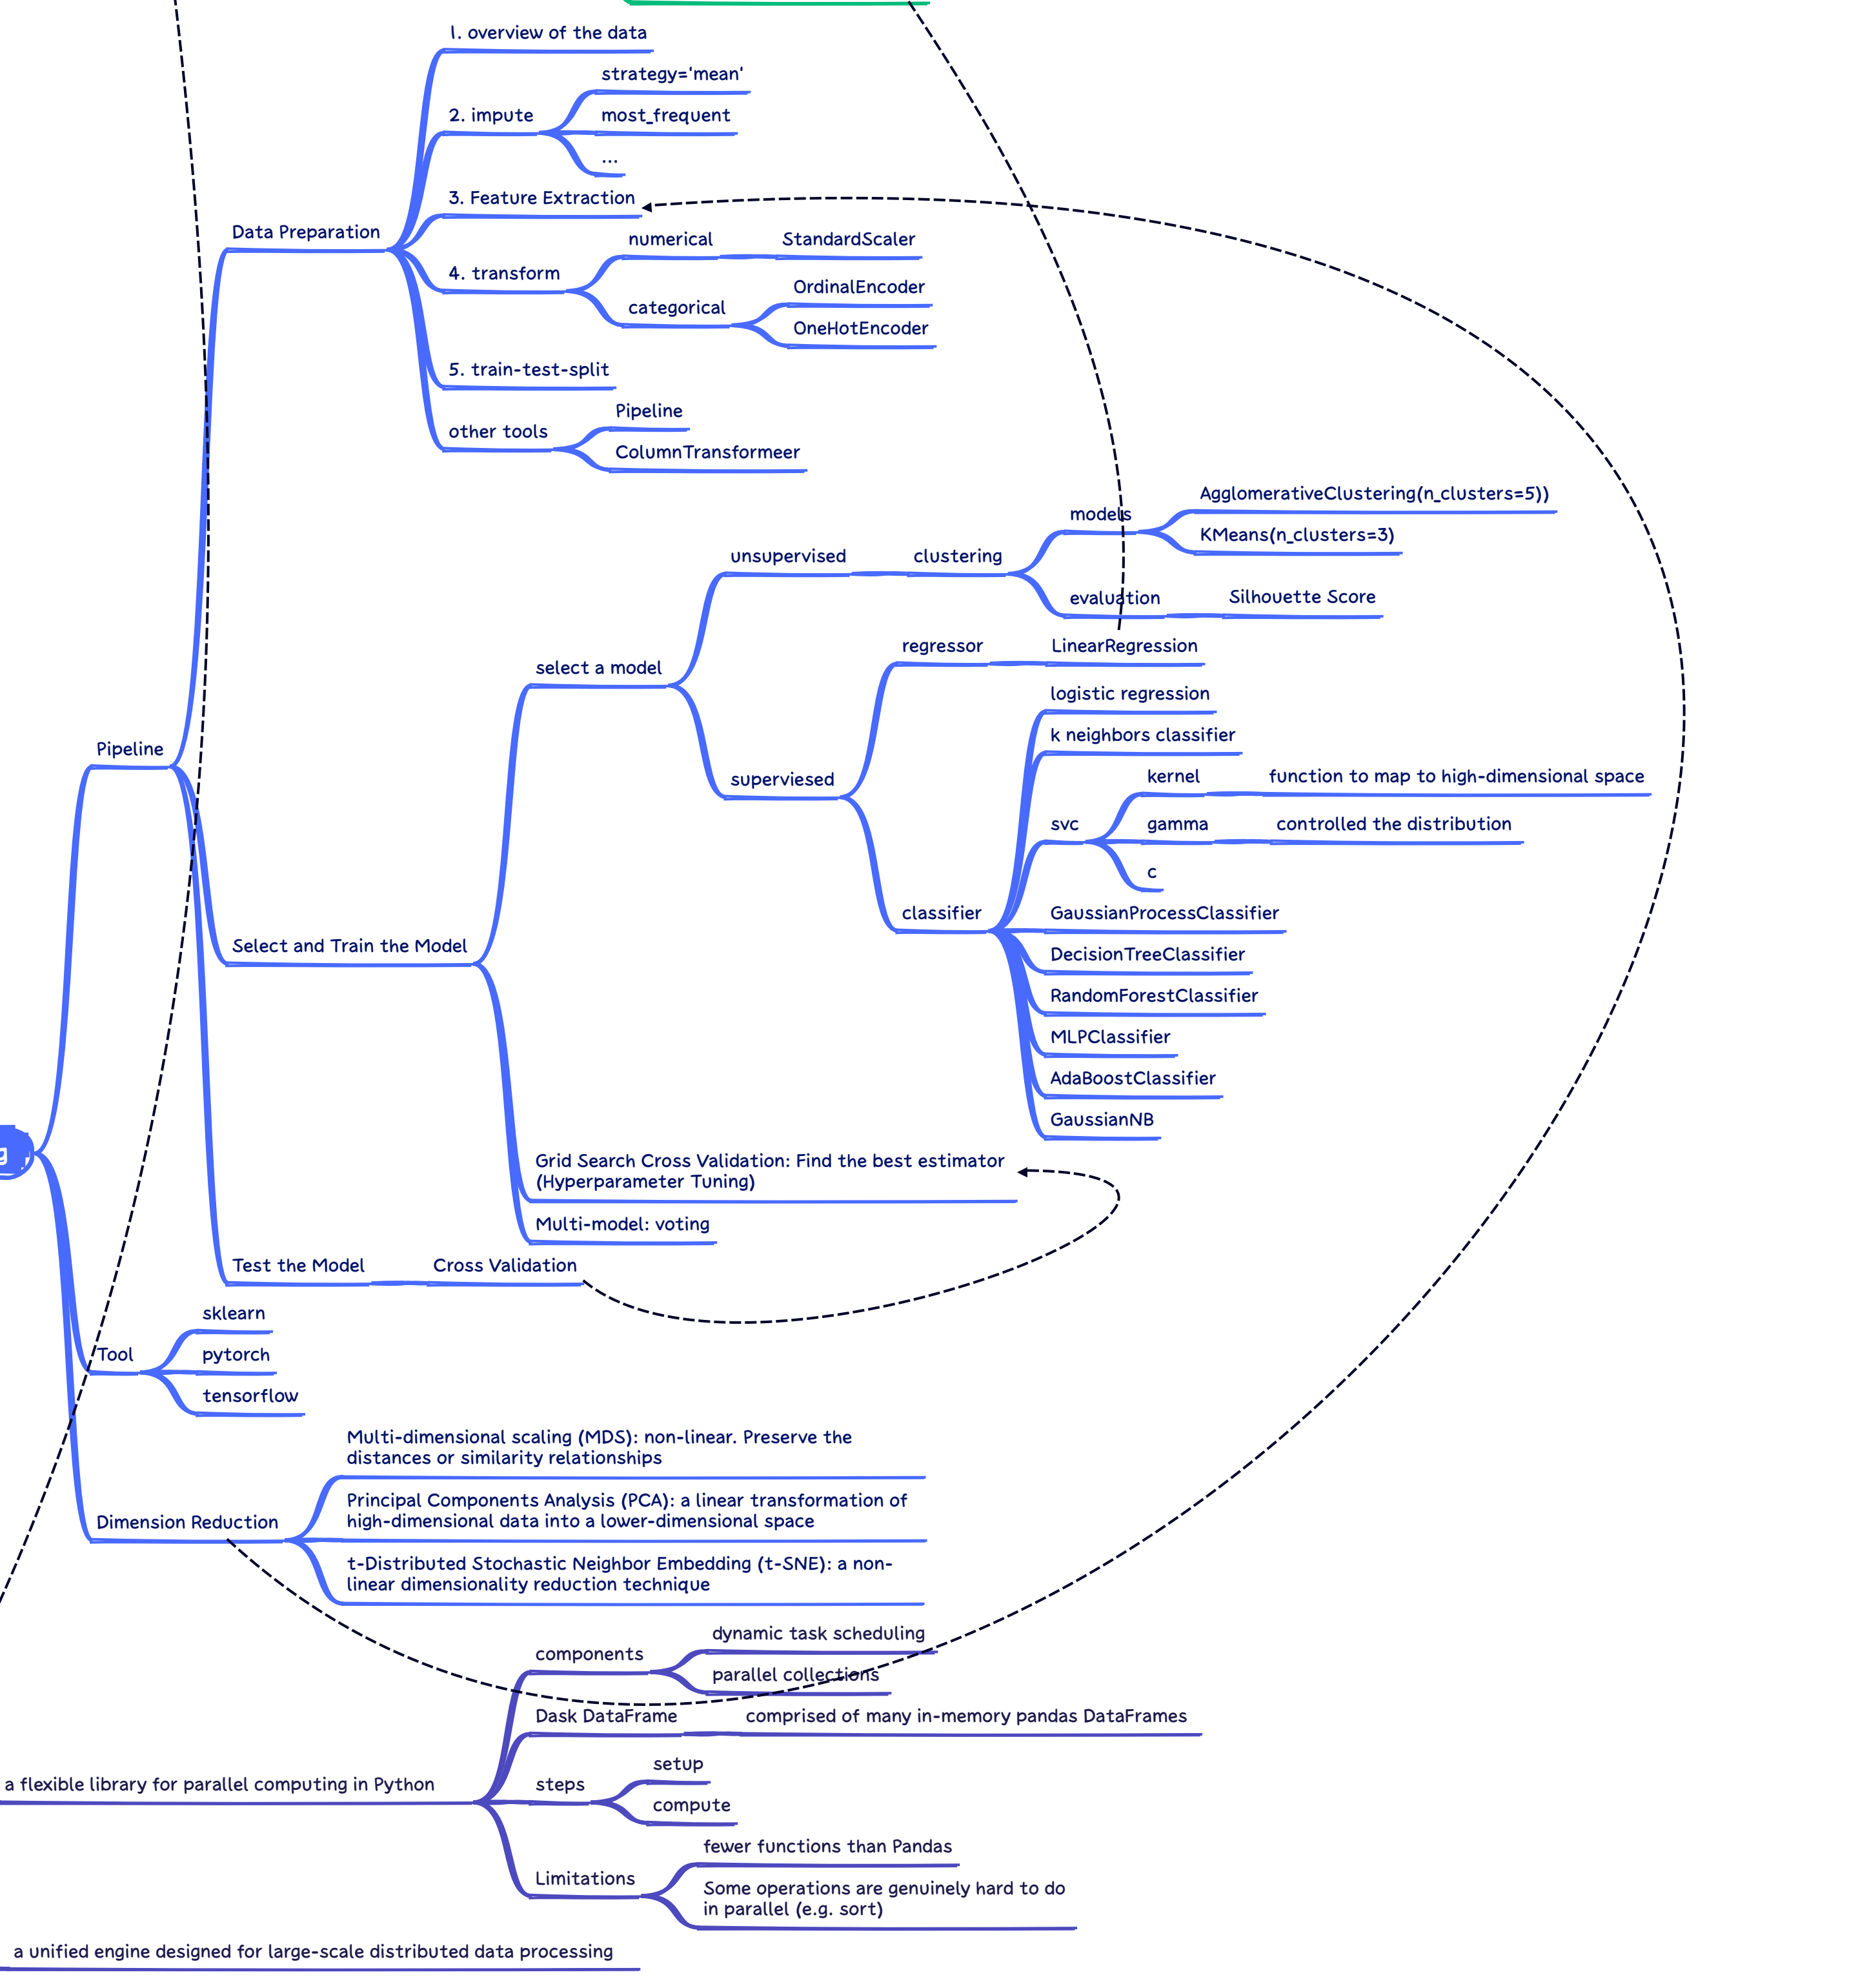 1. overview of the data
strategy='mean'
2. impute
most_frequent
...
3. Feature Extraction
Data Preparation
numerical
StandardScaler
4. transform
OrdinalEncoder
categorical
OneHotEncoder
5. train-test-split
Pipeline
other tools
ColumnTransformeer
AgglomerativeClustering(n_clusters=5))
models
KMeans(n_clusters=3)
unsupervised
clustering
evaluation
Silhouette Score
select a model
regressor
LinearRegression
logistic regression
Pipeline
k neighbors classifier
superviesed
kernel
function to map to high-dimensional space
svc
gamma
controlled the distribution
c
classifier
GaussianProcessClassifier
Select and Train the Model
DecisionTreeClassifier
RandomForestClassifier
MLPClassifier
AdaBoostClassifier
GaussianNB
g
Grid Search Cross Validation: Find the best estimator
(Hyperparameter Tuning)
Multi-model: voting
Test the Model
Cross Validation
sklearn
Tool
pytorch
tensorflow
Multi-dimensional scaling (MDS): non-linear. Preserve the
distances or similarity relationships
Principal Components Analysis (PCA): a linear transformation of
high-dimensional data into a lower-dimensional space
Dimension Reduction
t-Distributed Stochastic Neighbor Embedding (t-SNE): a non-
linear dimensionality reduction technique
dynamic task scheduling
components
parallel collections
Dask DataFrame
comprised of many in-memory pandas DataFrames
setup
a flexible library for parallel computing in Python
steps
compute
fewer functions than Pandas
Limitations
Some operations are genuinely hard to do
in parallel (e.g. sort)
a unified engine designed for large-scale distributed data processing